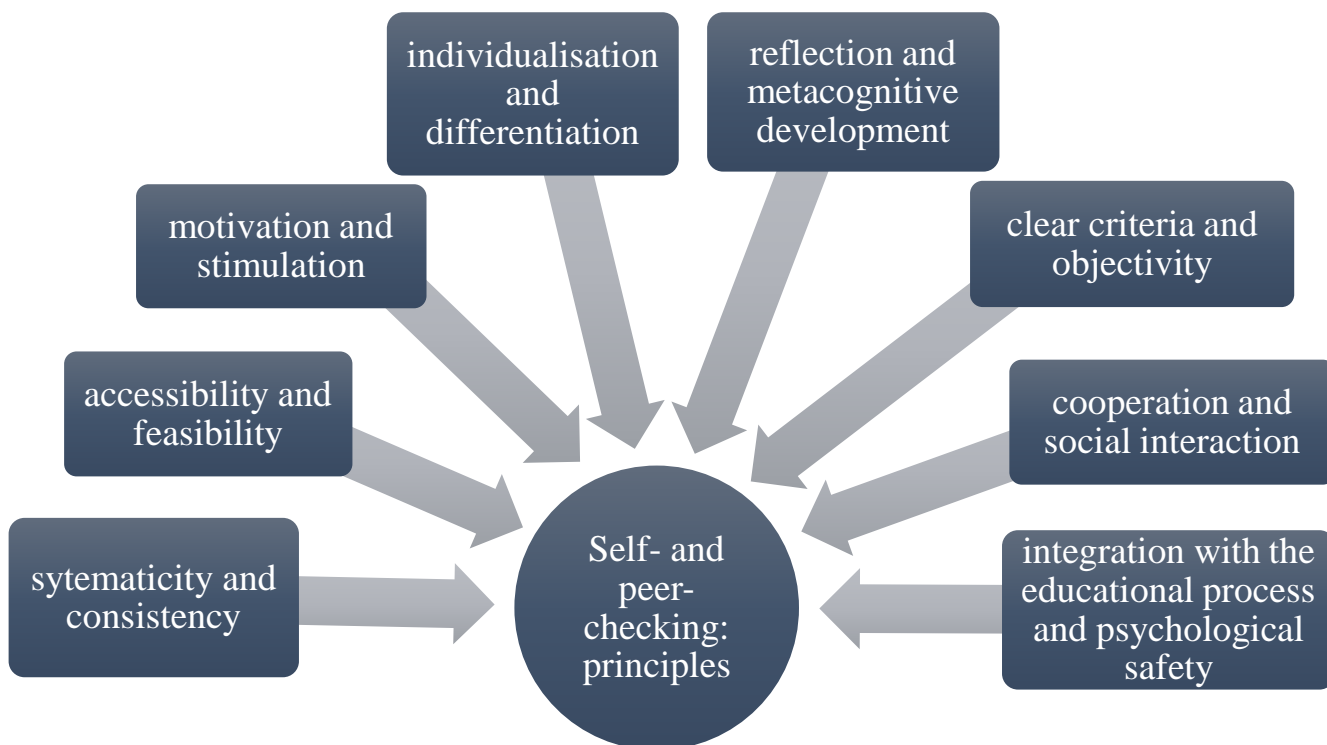 individualisation
and
differentiation
reflection and
metacognitive
development
motivation and
stimulation
clear criteria and
objectivity
accessibility and
feasibility
cooperation and
social interaction
sytematicity and
consistency
Self- and
peer-
checking:
principles
integration with the
educational process
and psychological
safety